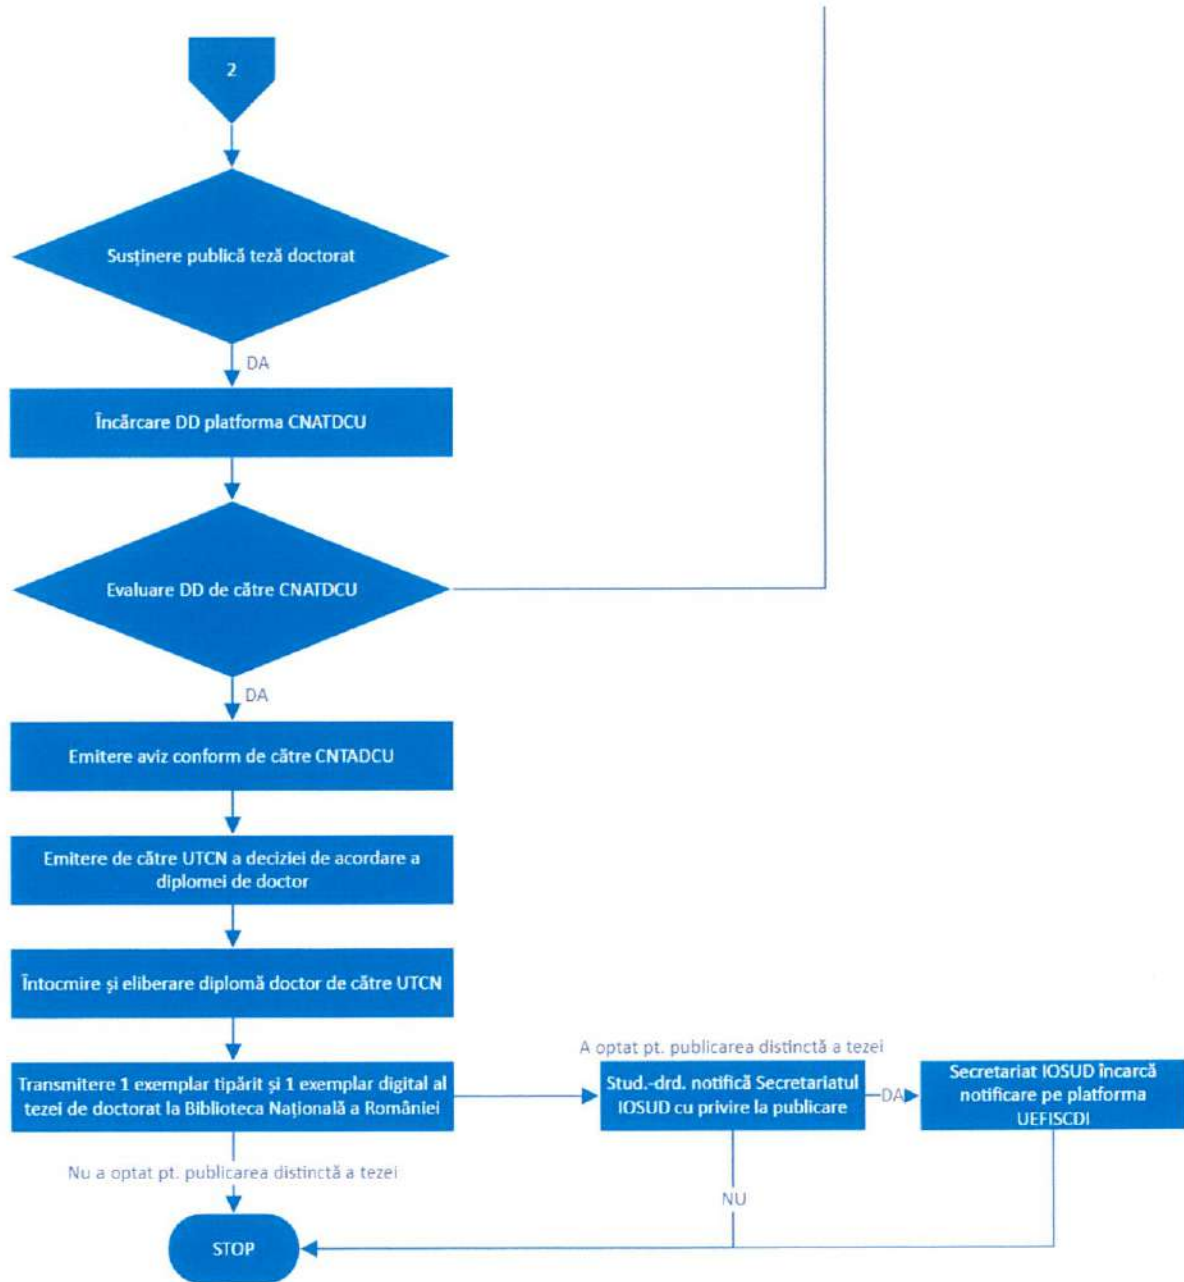 2
Susținere publică teză doctorat
DA
Încărcare DD platforma CNATDCU
Evaluare DD de către CNATDCU
DA
Emitere aviz conform de către CNTADCU
Emitere de către UTCN a deciziei de acordare a
diplomei de doctor
Întocmire și eliberare diplomă doctor de către UTCN
Transmitere 1 exemplar tipărit și 1 exemplar digital al
tezei de doctorat la Biblioteca Națională a României
A optat pt. publicarea distinctă a tezei
Stud.-drd. notifică Secretariatul
IOSUD cu privire la publicare
DA
Secretariat IOSUD încarcă
notificare pe platforma
UEFISCDI
Nu a optat pt. publicarea distinctă a tezei
NU
STOP